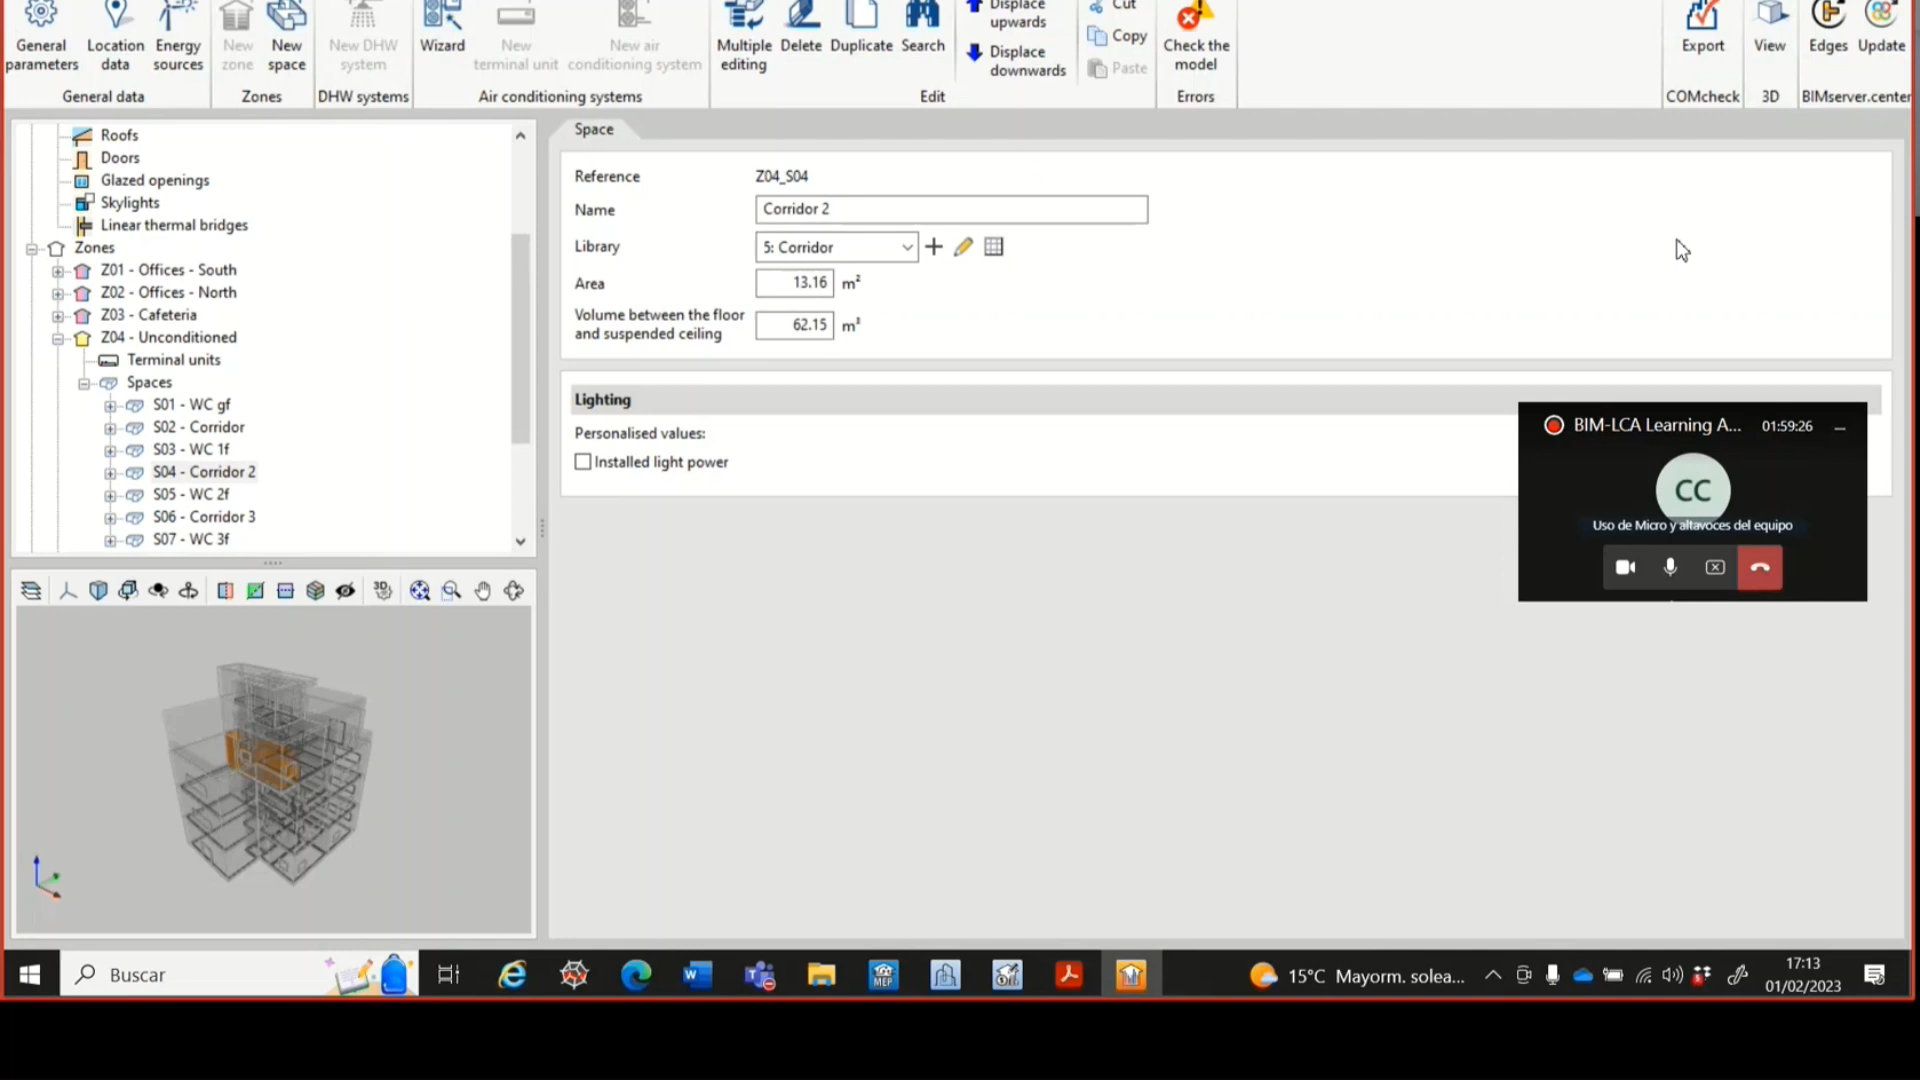 General parameters
Location data
Energy sources
New zone
New space
New DHW system
Wizard
New terminal unit
New air conditioning system
Multiple editing
Delete
Duplicate
Search
Displace upwards
Displace downwards
Cut
Copy
Paste
Check the model
Export
View
Edges
Update
General data
Zones
DHW systems
Air conditioning systems
Edit
Errors
COMcheck
3D
BIMserver.center
Roofs
Doors
Glazed openings
Skylights
Linear thermal bridges
Zones
Z01 - Offices - South
Z02 - Offices - North
Z03 - Cafeteria
Z04 - Unconditioned
Terminal units
Spaces
S01 - WC gf
S02 - Corridor
S03 - WC 1f
S04 - Corridor 2
S05 - WC 2f
S06 - Corridor 3
S07 - WC 3f
Space
Reference Z04_S04
Name Corridor 2
Library 5: Corridor
Area 13.16 m²
Volume between the floor
and suspended ceiling 62.15 m³
Lighting
Personalised values:
Installed light power
BIM-LCA Learning A... 01:59:26
CC
Uso de Micro y altavoces del equipo
3D
Buscar
MEP
15°C Mayorm. solea...
17:13
01/02/2023